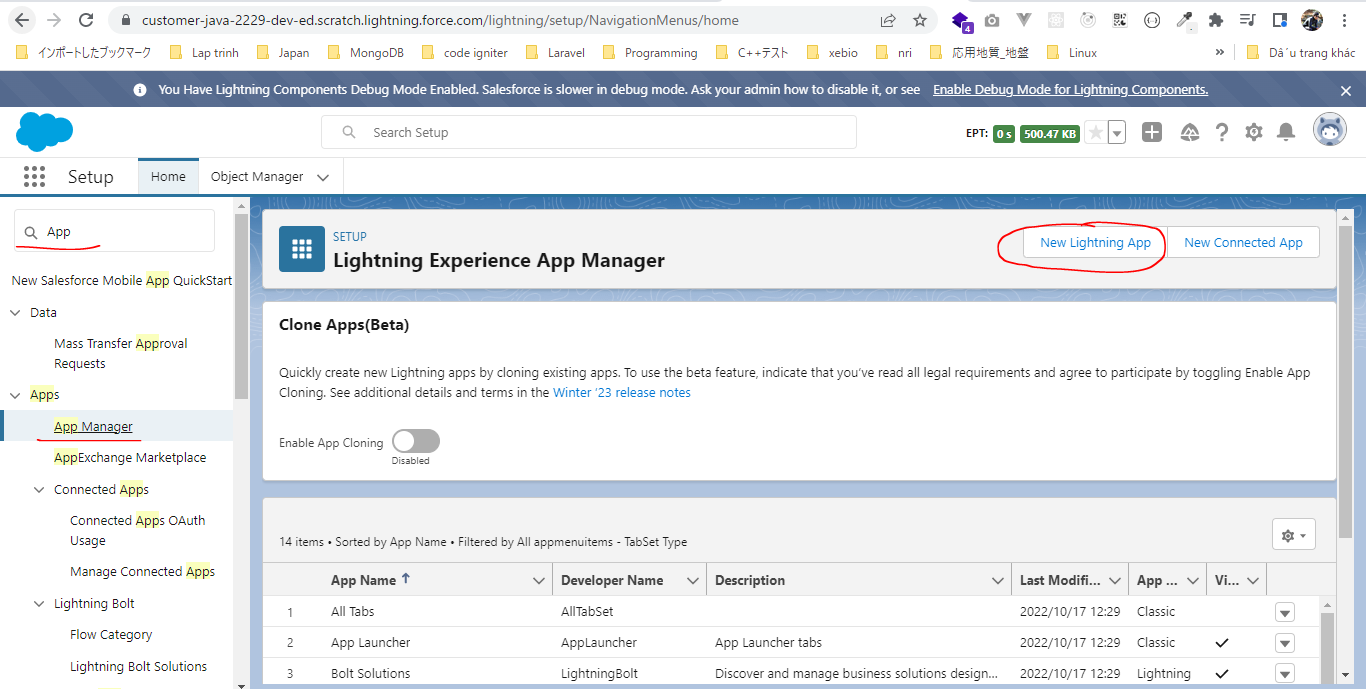 customer-java-2229-dev-ed.scratch.lightning.force.com/lightning/setup/NavigationMenus/home
4
インポートしたブックマーク Lap trinh Japan MongoDB code igniter Laravel Programming C++テスト xebio nri 応用地質_地盤 Linux » Dấu trang khác
You Have Lightning Components Debug Mode Enabled. Salesforce is slower in debug mode. Ask your admin how to disable it, or see Enable Debug Mode for Lightning Components.
Search Setup
EPT: 0 s 500.47 KB
Setup Home Object Manager
App
New Salesforce Mobile App QuickStart
Data
Mass Transfer Approval
Requests
Apps
App Manager
AppExchange Marketplace
Connected Apps
Connected Apps OAuth
Usage
Manage Connected Apps
Lightning Bolt
Flow Category
Lightning Bolt Solutions
SETUP
Lightning Experience App Manager
New Lightning App New Connected App
Clone Apps(Beta)
Quickly create new Lightning apps by cloning existing apps. To use the beta feature, indicate that you've read all legal requirements and agree to participate by toggling Enable App
Cloning. See additional details and terms in the Winter '23 release notes
Enable App Cloning
Disabled
14 items • Sorted by App Name • Filtered by All appmenuitems - TabSet Type
App Name ↑ Developer Name Description Last Modifi... App ... Vi...
1 All Tabs AllTabSet 2022/10/17 12:29 Classic
2 App Launcher AppLauncher App Launcher tabs 2022/10/17 12:29 Classic
3 Bolt Solutions LightningBolt Discover and manage business solutions design... 2022/10/17 12:29 Lightning